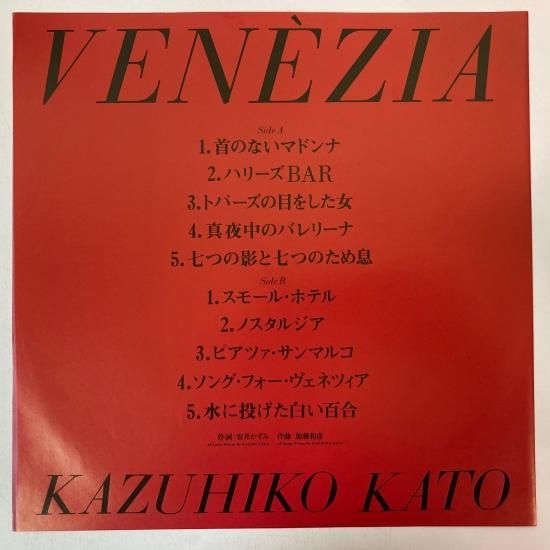 VENÈZIA
Side A
1.首のないマドンナ
2.ハリーズBAR
3.トパーズの目をした女
4.真夜中のバレリーナ
5.七つの影と七つのため息
Side B
1.スモール・ホテル
2.ノスタルジア
3.ピアツァ・サンマルコ
4.ソング・フォー・ヴェネツィア
5.水に投げた白い百合
作詞/安井かずみ 作曲 加藤和彦
KAZUHIKO KATO